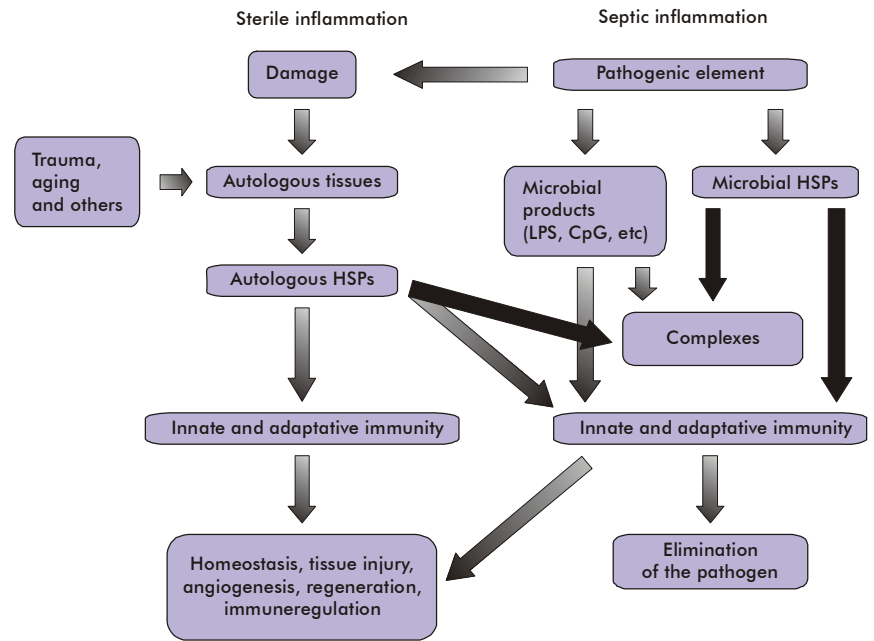 Sterile inflammation
Septic inflammation
Damage
Pathogenic element
Trauma,
aging
and others
Autologous tissues
Microbial
products
(LPS, CpG, etc)
Microbial HSPs
Autologous HSPs
Complexes
Innate and adaptative immunity
Innate and adaptative immunity
Homeostasis, tissue injury,
angiogenesis, regeneration,
immuneregulation
Elimination
of the pathogen